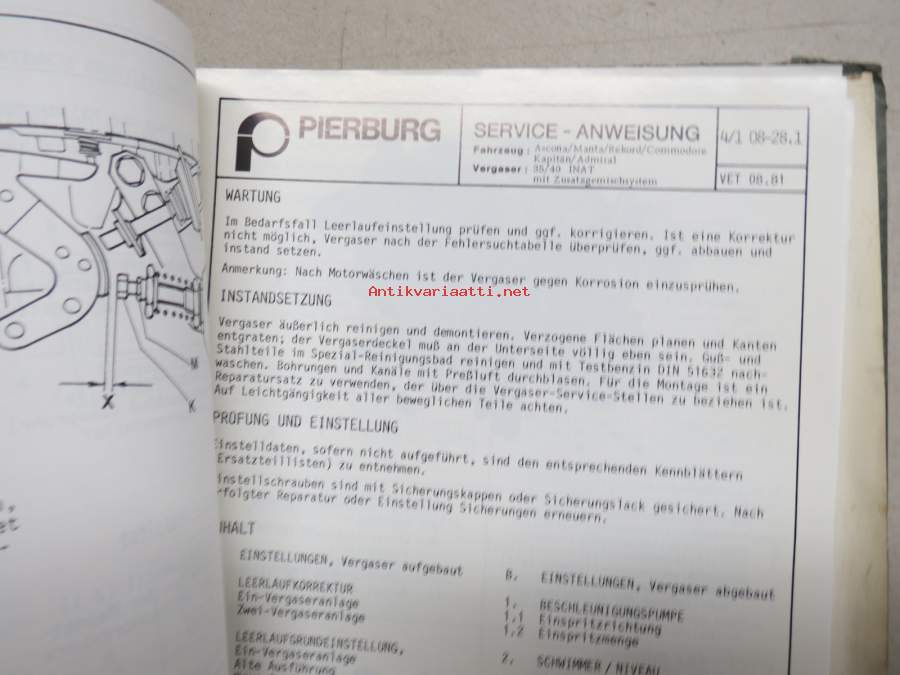 PIERBURG
SERVICE - ANWEISUNG
Fahrzeug: Ascona/Manta/Rekord/Commodore
Kapitän/Admiral
Vergaser: 35/40 INAT
mit Zusatzgemischsystem
4/1 08-28.1
VET 08.81
WARTUNG
Im Bedarfsfall Leerlaufeinstellung prüfen und ggf. korrigieren. Ist eine Korrektur
nicht möglich, Vergaser nach der Fehlersuchtabelle überprüfen, ggf. abbauen und
instand setzen.
Anmerkung: Nach Motorwäschen ist der Vergaser gegen Korrosion einzusprühen.
Antikvariaatti.net
INSTANDSETZUNG
Vergaser äußerlich reinigen und demontieren. Verzogene Flächen planen und Kanten
entgraten; der Vergaserdeckel muß an der Unterseite völlig eben sein. Guß- und
Stahlteile im Spezial-Reinigungsbad reinigen und mit Testbenzin DIN 51632 nach-
waschen. Bohrungen und Kanäle mit Preßluft durchblasen. Für die Montage ist ein
Reparatursatz zu verwenden, der über die Vergaser-Service-Stellen zu beziehen ist.
Auf Leichtgängigkeit aller beweglichen Teile achten.
PRÜFUNG UND EINSTELLUNG
instelldaten, sofern nicht aufgeführt, sind den entsprechenden Kennblättern
Ersatzteillisten) zu entnehmen.
instellschrauben sind mit Sicherungskappen oder Sicherungslack gesichert. Nach
rfolgter Reparatur oder Einstellung Sicherungen erneuern.
NHALT
EINSTELLUNGEN, Vergaser aufgebaut
LEERLAUFKORREKTUR
Ein-Vergaseranlage
Zwei-Vergaseranlage
LEERLAUFGRUNDEINSTELLUNG,
Ein-Vergaseranlage
Alte Ausführung
B. EINSTELLUNGEN, Vergaser abgebaut
1. BESCHLEUNIGUNGSPUMPE
1.1 Einspritzrichtung
1.2 Einspritzmenge
2. SCHWIMMER/NIVEAU
X
M
K
et